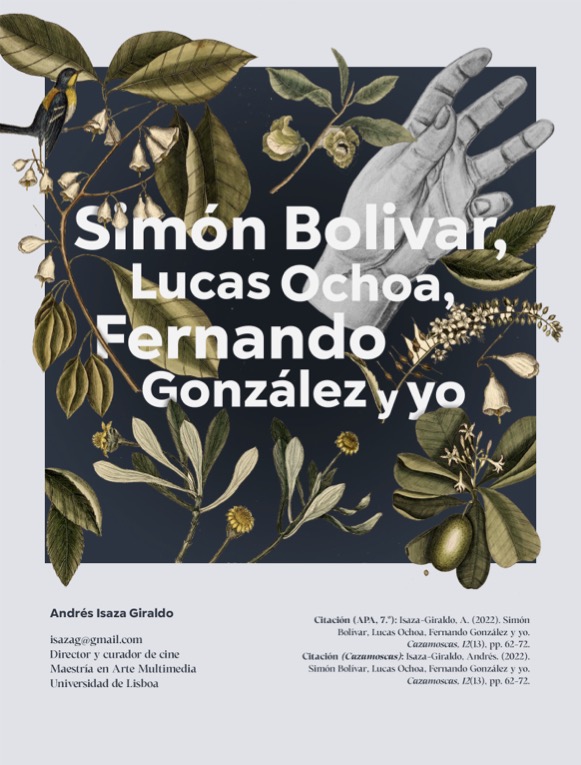 Simón Bolivar,
Lucas Ochoa,
Fernando
González y yo
Andrés Isaza Giraldo
isazag@gmail.com
Director y curador de cine
Maestría en Arte Multimedia
Universidad de Lisboa
Citación (APA, 7.ª): Isaza-Giraldo, A. (2022). Simón
Bolívar, Lucas Ochoa, Fernando González y yo.
Cazamoscas, 12(13), pp. 62-72.
Citación (Cazamoscas): Isaza-Giraldo, Andrés. (2022).
Simón Bolívar, Lucas Ochoa, Fernando González y yo.
Cazamoscas, 12(13), pp. 62-72.